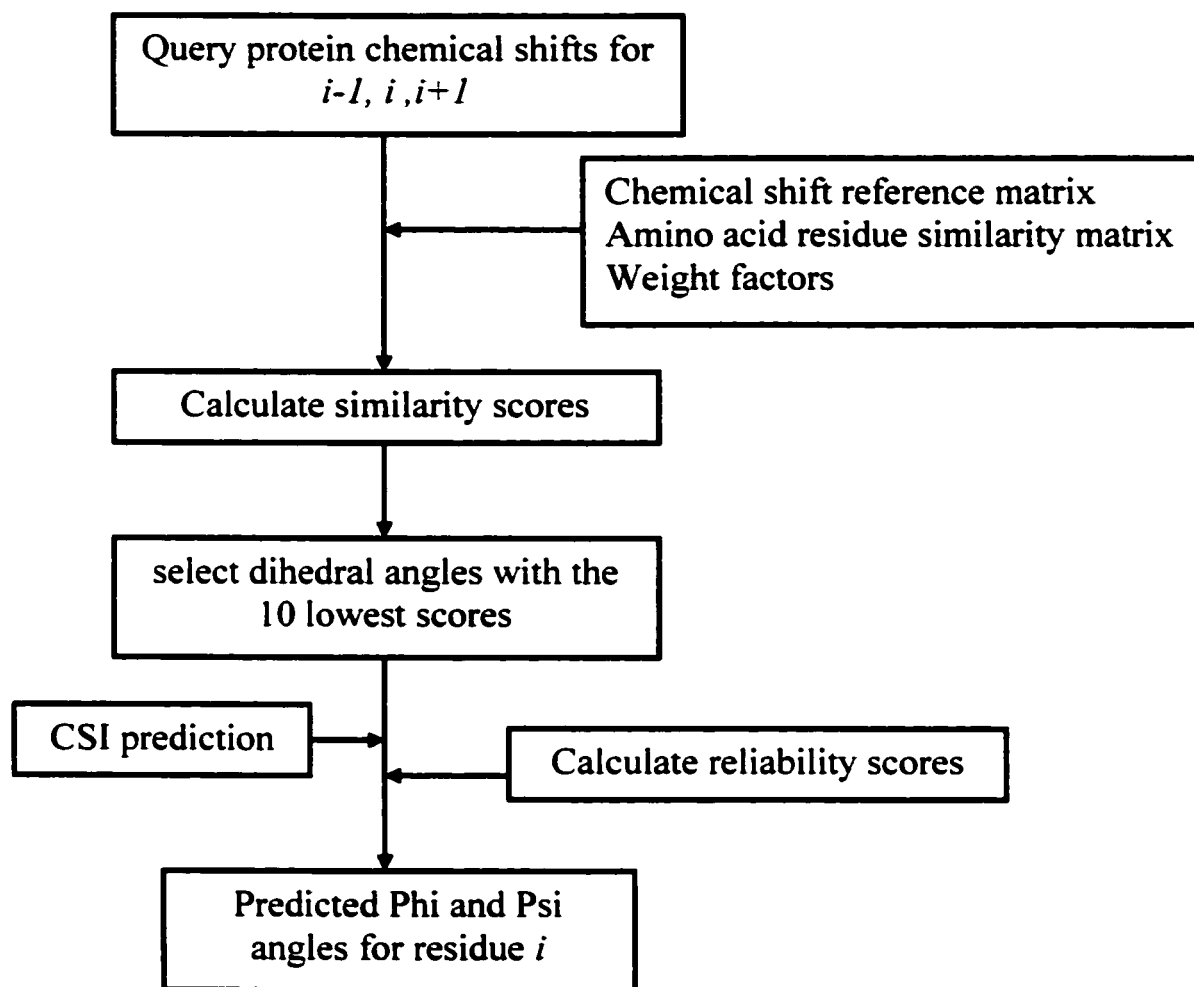 Query protein chemical shifts for
i-1, i ,i+1
Chemical shift reference matrix
Amino acid residue similarity matrix
Weight factors
Calculate similarity scores
select dihedral angles with the
10 lowest scores
CSI prediction
Calculate reliability scores
Predicted Phi and Psi
angles for residue i